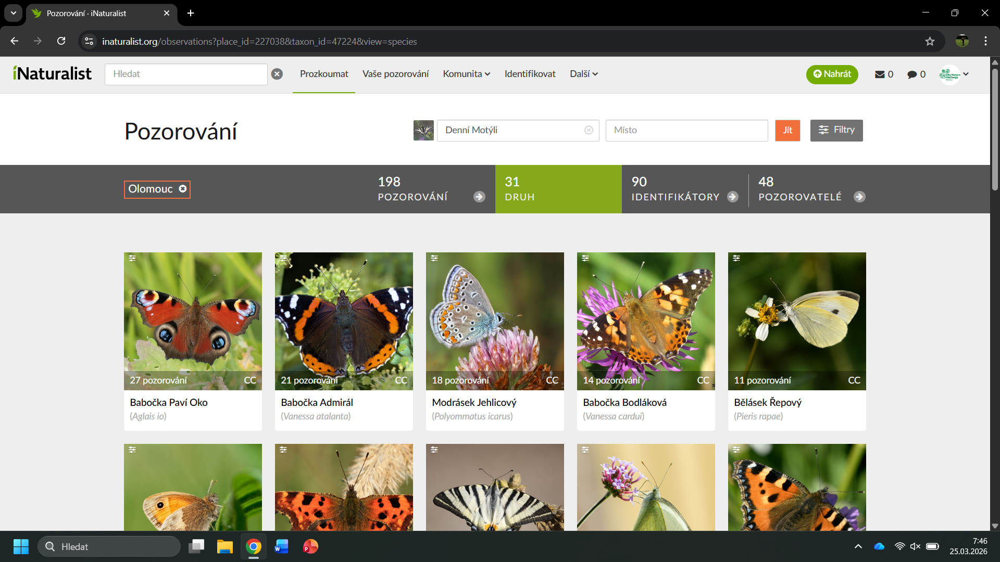 Pozorování · iNaturalist
inaturalist.org/observations?place_id=227038&taxon_id=47224&view=species
iNaturalist
Hledat
Prozkoumat
Vaše pozorování
Komunita
Identifikovat
Další
Nahrát
0
0
Pozorování
Denní Motýli
Místo
Jít
Filtry
Olomouc
198
POZOROVÁNÍ
31
DRUH
90
IDENTIFIKÁTORY
48
POZOROVATELÉ
27 pozorování CC
Babočka Paví Oko
(Aglais io)
21 pozorování CC
Babočka Admirál
(Vanessa atalanta)
18 pozorování CC
Modrásek Jehlicový
(Polyommatus icarus)
14 pozorování CC
Babočka Bodláková
(Vanessa cardui)
11 pozorování CC
Bělásek Řepový
(Pieris rapae)
Hledat
7:46
25.03.2026